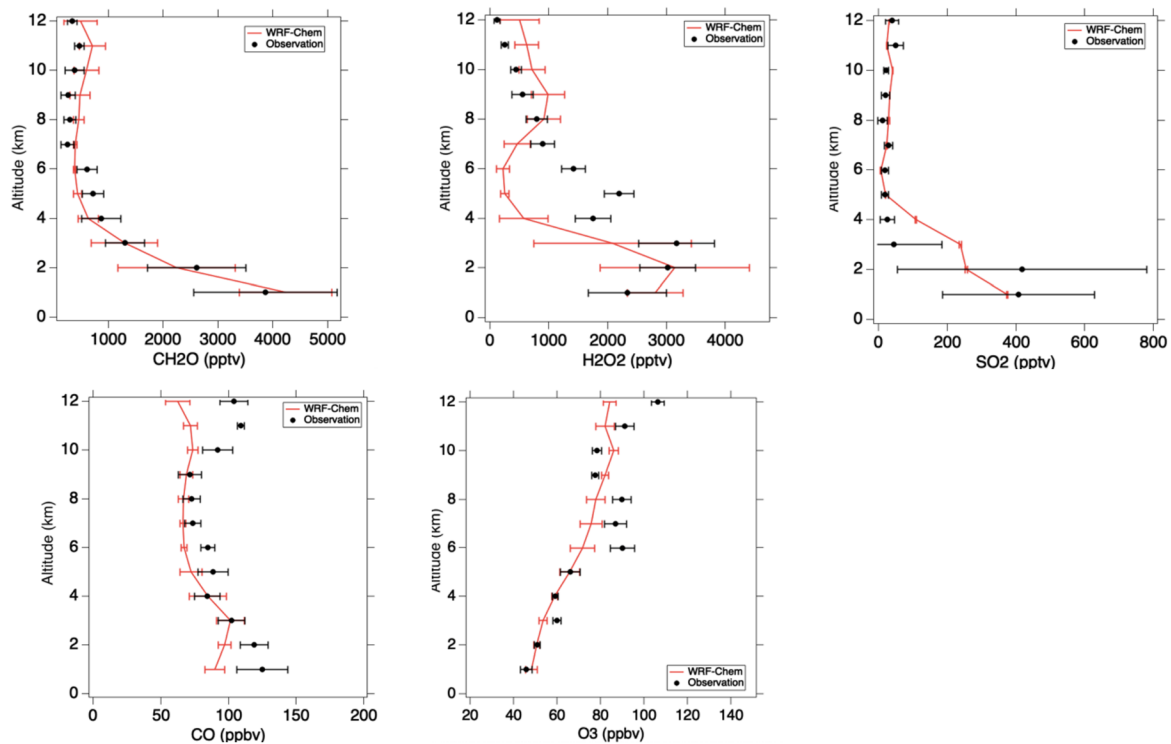 12
10
8
6
4
2
0
Altitude (km)
WRF-Chem
Observation
1000 2000 3000 4000 5000
CH2O (pptv)
12
10
8
6
4
2
0
Altitude (km)
WRF-Chem
Observation
0 1000 2000 3000 4000
H2O2 (pptv)
12
10
8
6
4
2
0
Altitude (km)
WRF-Chem
Observation
0 200 400 600 800
SO2 (pptv)
12
10
8
6
4
2
0
Altitude (km)
WRF-Chem
Observation
0 50 100 150 200
CO (ppbv)
12
10
8
6
4
2
0
Altitude (km)
WRF-Chem
Observation
20 40 60 80 100 120 140
O3 (ppbv)